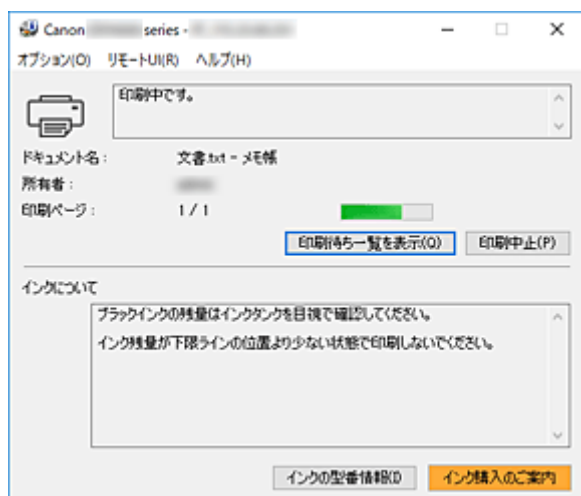 Canon series -
オプション(O) リモートUI(R) ヘルプ(H)
印刷中です。
ドキュメント名： 文書.txt - メモ帳
所有者：
印刷ページ： 1 / 1
印刷待ち一覧を表示(Q) 印刷中止(P)
インクについて
ブラックインクの残量はインクタンクを目視で確認してください。
インク残量が下限ラインの位置より少ない状態で印刷しないでください。
インクの型番情報(I) インク購入のご案内